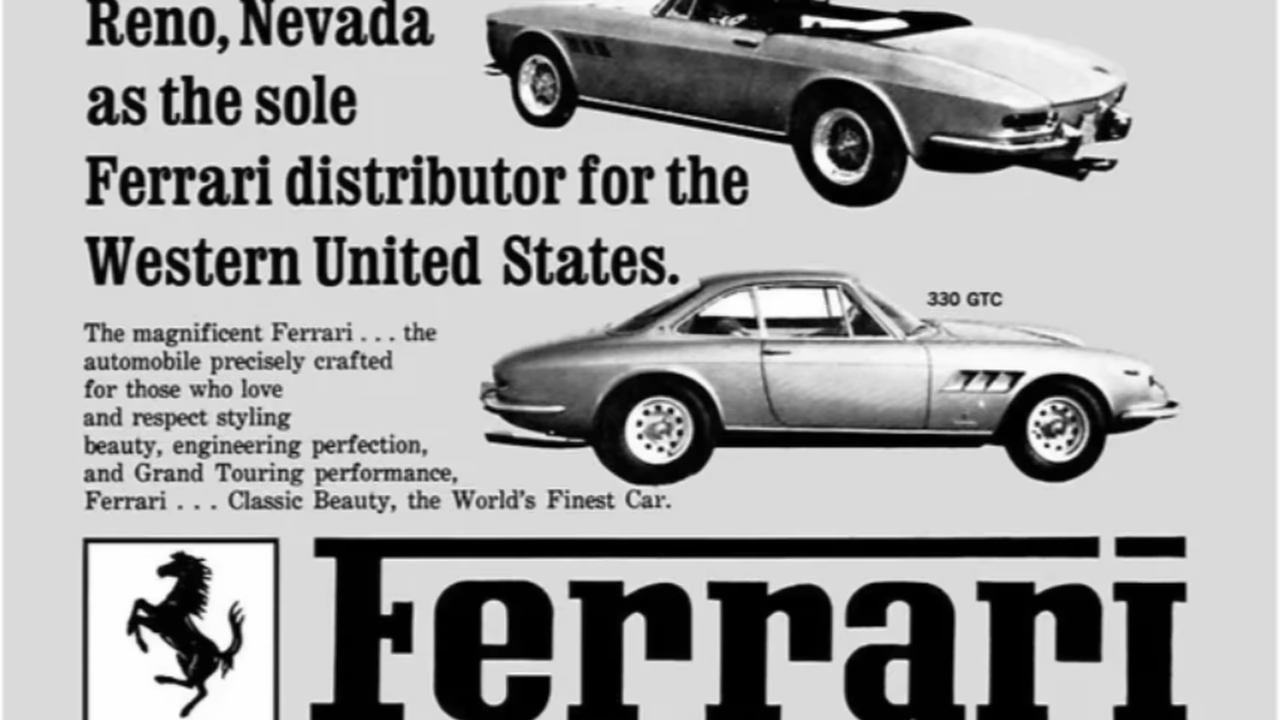 Reno, Nevada
as the sole
Ferrari distributor for the
Western United States.
330 GTC
The magnificent Ferrari . . . the
automobile precisely crafted
for those who love
and respect styling
beauty, engineering perfection,
and Grand Touring performance,
Ferrari . . . Classic Beauty, the World's Finest Car.
Ferrari